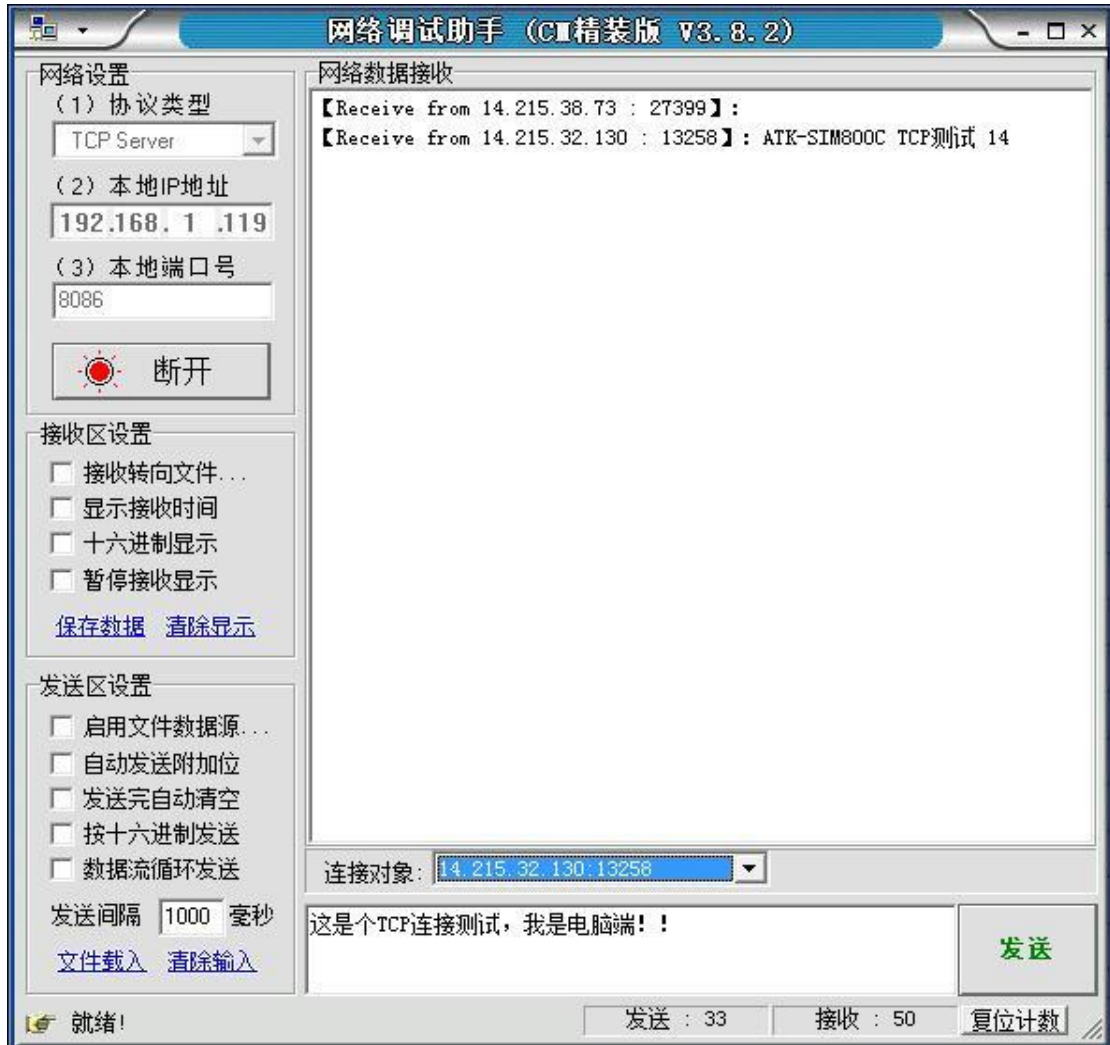 网络调试助手 （CⅢ精装版 V3.8.2）
网络设置
（1）协议类型
TCP Server
（2）本地IP地址
192.168. 1 .119
（3）本地端口号
8086
断开
接收区设置
接收转向文件...
显示接收时间
十六进制显示
暂停接收显示
保存数据 清除显示
发送区设置
启用文件数据源...
自动发送附加位
发送完自动清空
按十六进制发送
数据流循环发送
发送间隔 1000 毫秒
文件载入 清除输入
网络数据接收
【Receive from 14.215.38.73 : 27399】:
【Receive from 14.215.32.130 : 13258】: ATK-SIM800C TCP测试 14
连接对象: 14.215.32.130:13258
这是个TCP连接测试，我是电脑端！！
发送
就绪!
发送 : 33
接收 : 50
复位计数